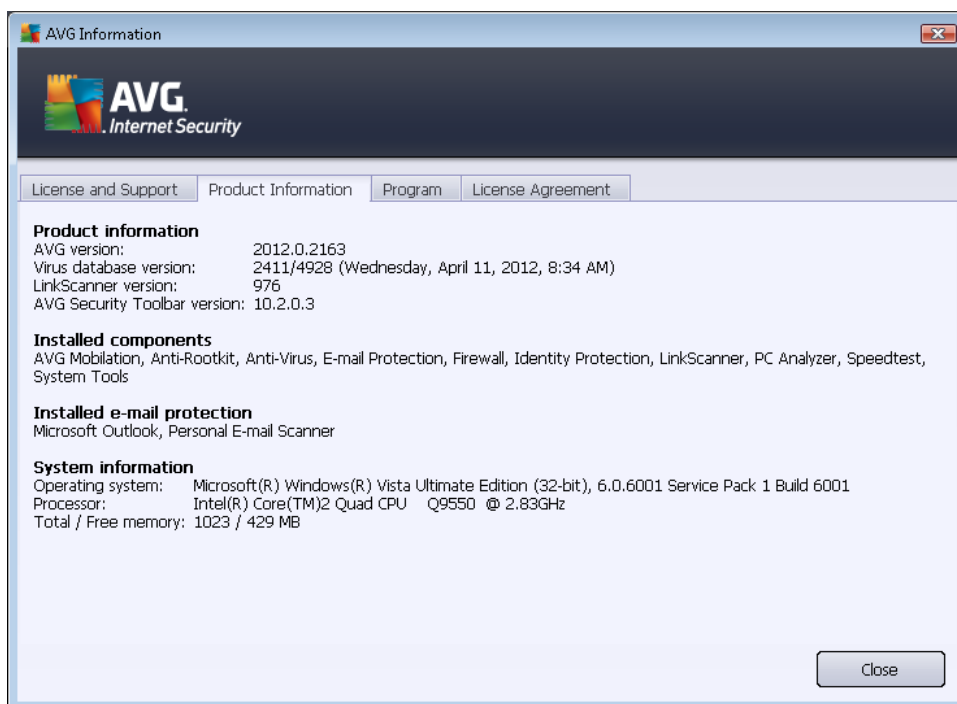 AVG Information
AVG.
Internet Security
License and Support Product Information Program License Agreement
Product information
AVG version: 2012.0.2163
Virus database version: 2411/4928 (Wednesday, April 11, 2012, 8:34 AM)
LinkScanner version: 976
AVG Security Toolbar version: 10.2.0.3
Installed components
AVG Mobilation, Anti-Rootkit, Anti-Virus, E-mail Protection, Firewall, Identity Protection, LinkScanner, PC Analyzer, Speedtest,
System Tools
Installed e-mail protection
Microsoft Outlook, Personal E-mail Scanner
System information
Operating system: Microsoft(R) Windows(R) Vista Ultimate Edition (32-bit), 6.0.6001 Service Pack 1 Build 6001
Processor: Intel(R) Core(TM)2 Quad CPU Q9550 @ 2.83GHz
Total / Free memory: 1023 / 429 MB
Close